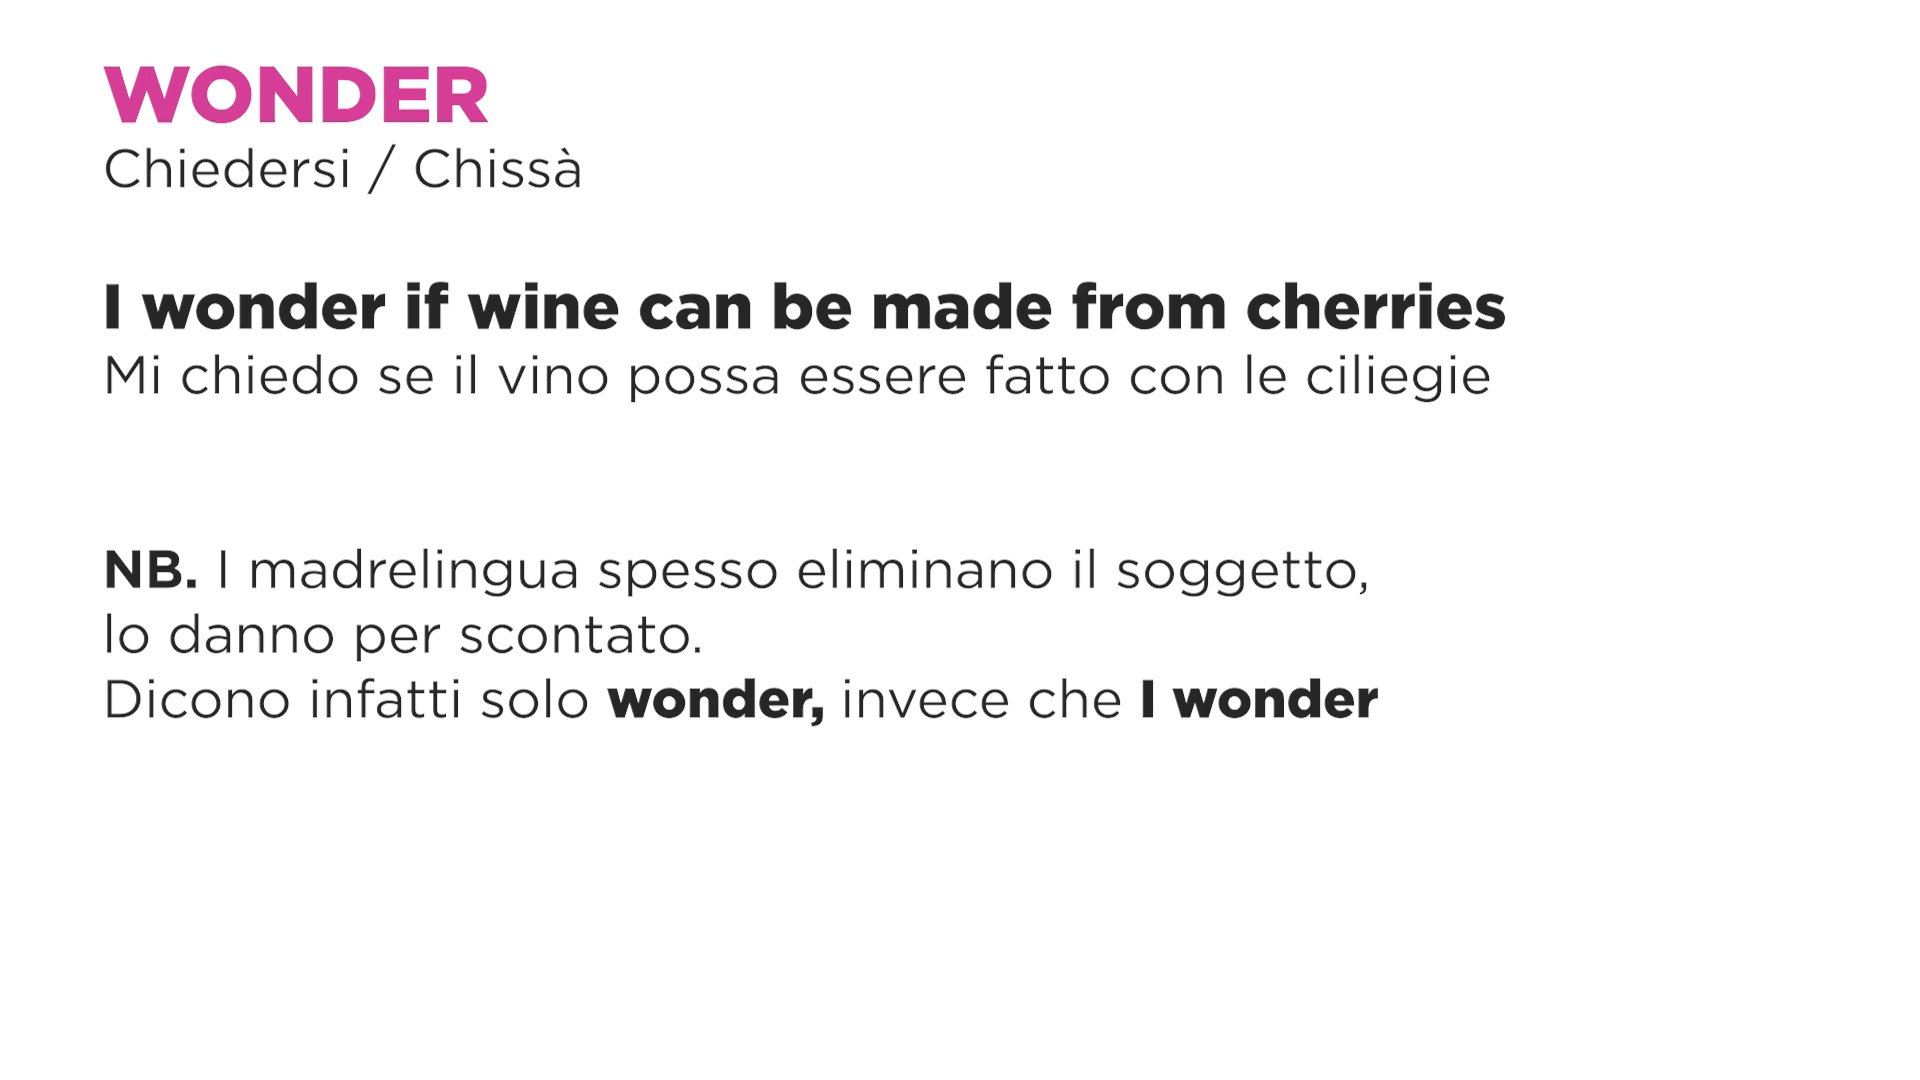 WONDER
Chiedersi / Chissà
I wonder if wine can be made from cherries
Mi chiedo se il vino possa essere fatto con le ciliegie
NB. I madrelingua spesso eliminano il soggetto,
lo danno per scontato.
Dicono infatti solo wonder, invece che I wonder